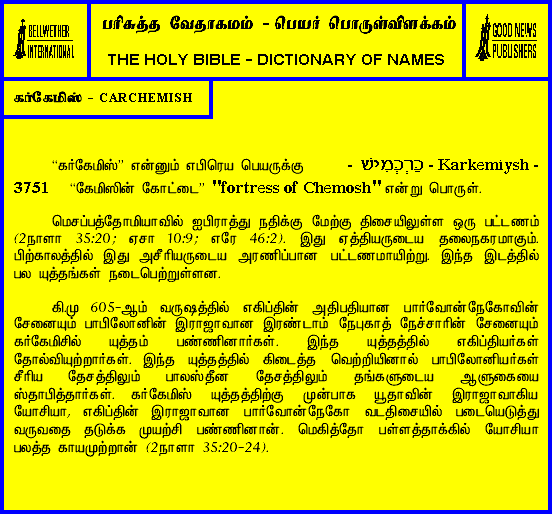 BELLWETHER
INTERNATIONAL
பரிசுத்த வேதாகமம் - பெயர் பொருள்விளக்கம்
THE HOLY BIBLE - DICTIONARY OF NAMES
GOOD NEWS
PUBLISHERS
கர்கேமிஸ் - CARCHEMISH
“கர்கேமிஸ்” என்னும் எபிரெய பெயருக்கு - כַּרְכְּמִישׁ - Karkemiysh -
3751 “கேமிஸின் கோட்டை” "fortress of Chemosh" என்று பொருள்.
மெசப்பத்தோமியாவில் ஐபிராத்து நதிக்கு மேற்கு திசையிலுள்ள ஒரு பட்டணம்
(2நாளா 35:20; ஏசா 10:9; எரே 46:2). இது ஏத்தியருடைய தலைநகரமாகும்.
பிற்காலத்தில் இது அசீரியருடைய அரணிப்பான பட்டணமாயிற்று. இந்த இடத்தில்
பல யுத்தங்கள் நடைபெற்றுள்ளன.
கி.மு 605-ஆம் வருஷத்தில் எகிப்தின் அதிபதியான பார்வோன்நேகோவின்
சேனையும் பாபிலோனின் இராஜாவான இரண்டாம் நேபுகாத் நேச்சாரின் சேனையும்
கர்கேமிசில் யுத்தம் பண்ணினார்கள். இந்த யுத்தத்தில் எகிப்தியர்கள்
தோல்வியுற்றார்கள். இந்த யுத்தத்தில் கிடைத்த வெற்றியினால் பாபிலோனியர்கள்
சீரிய தேசத்திலும் பாலஸ்தீன தேசத்திலும் தங்களுடைய ஆளுகையை
ஸ்தாபித்தார்கள். கர்கேமிஸ் யுத்தத்திற்கு முன்பாக யூதாவின் இராஜாவாகிய
யோசியா, எகிப்தின் இராஜாவான பார்வோன்நேகோ வடதிசையில் படையெடுத்து
வருவதை தடுக்க முயற்சி பண்ணினான். மெகித்தோ பள்ளத்தாக்கில் யோசியா
பலத்த காயமுற்றான் (2நாளா 35:20-24).